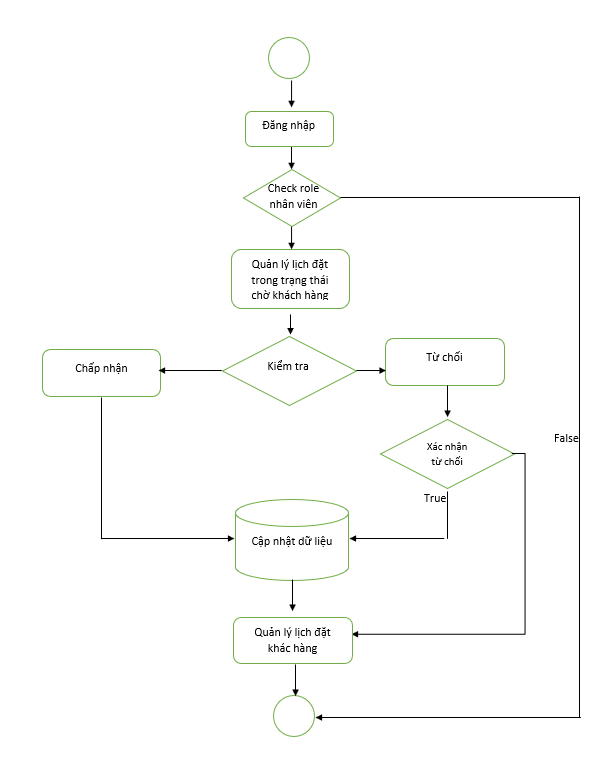 Đăng nhập
Check role
nhân viên
Quản lý lịch đặt
trong trạng thái
chờ khách hàng
Kiểm tra
Chấp nhận
Từ chối
Xác nhận
từ chối
False
True
Cập nhật dữ liệu
Quản lý lịch đặt
khác hàng